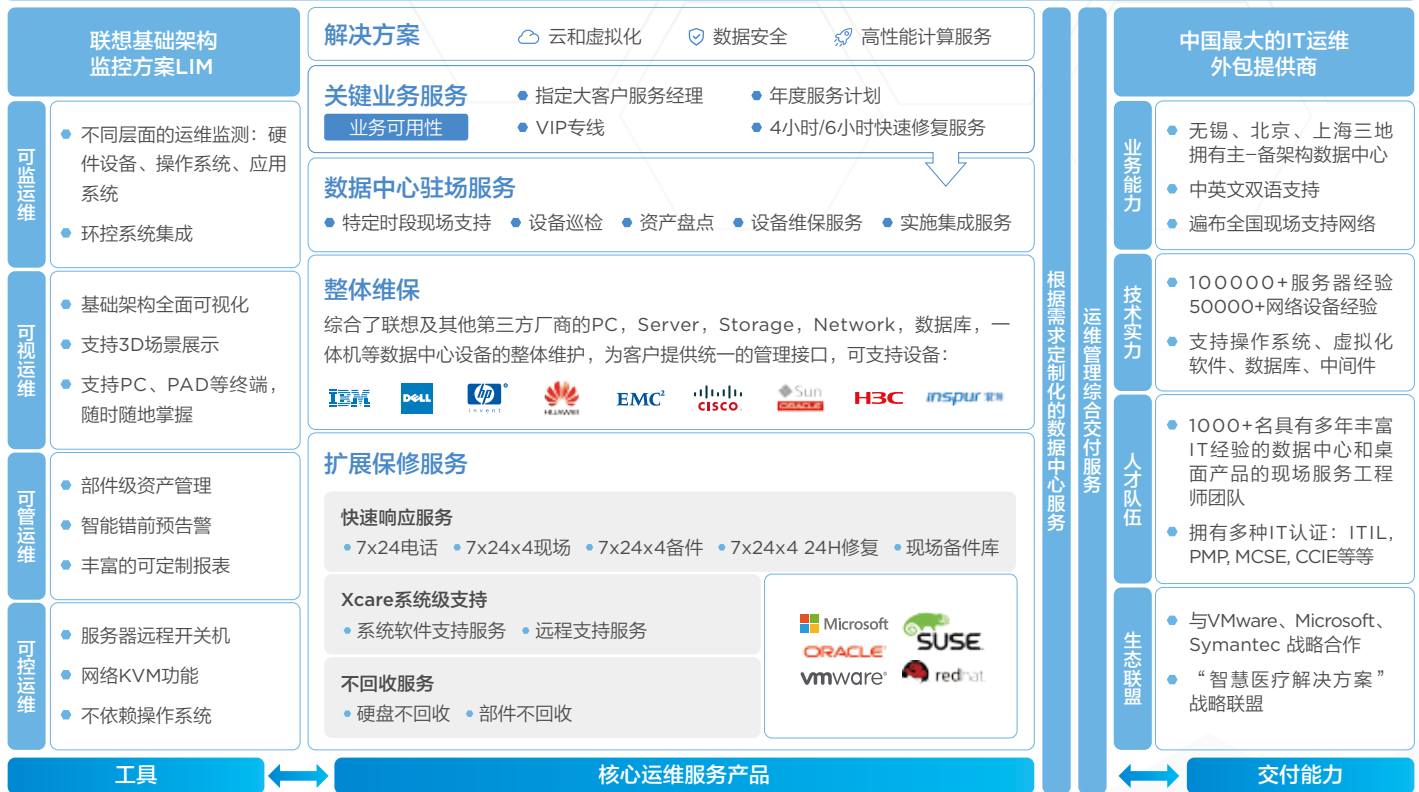 联想基础架构
监控方案LIM
可监运维
不同层面的运维监测：硬
件设备、操作系统、应用
系统
环控系统集成
可视运维
基础架构全面可视化
支持3D场景展示
支持PC、PAD等终端，
随时随地掌握
可管运维
部件级资产管理
智能错前预告警
丰富的可定制报表
可控运维
服务器远程开关机
网络KVM功能
不依赖操作系统
工具
解决方案 云和虚拟化 数据安全 高性能计算服务
关键业务服务
业务可用性
指定大客户服务经理 年度服务计划
VIP专线 4小时/6小时快速修复服务
数据中心驻场服务
特定时段现场支持 设备巡检 资产盘点 设备维保服务 实施集成服务
整体维保
综合了联想及其他第三方厂商的PC，Server，Storage，Network，数据库，一
体机等数据中心设备的整体维护，为客户提供统一的管理接口，可支持设备：
IBM DELL hp invent HUAWEI EMC² CISCO Sun ORACLE H3C inspur 浪潮
扩展保修服务
快速响应服务
7x24电话 7x24x4现场 7x24x4备件 7x24x4 24H修复 现场备件库
Xcare系统级支持
系统软件支持服务 远程支持服务
不回收服务
硬盘不回收 部件不回收
Microsoft SUSE
ORACLE
vmware redhat
核心运维服务产品
根据需求定制化的数据中心服务
运维管理综合交付服务
中国最大的IT运维
外包提供商
业务能力
无锡、北京、上海三地
拥有主-备架构数据中心
中英文双语支持
遍布全国现场支持网络
技术实力
100000+服务器经验
50000+网络设备经验
支持操作系统、虚拟化
软件、数据库、中间件
人才队伍
1000+名具有多年丰富
IT经验的数据中心和桌
面产品的现场服务工程
师团队
拥有多种IT认证：ITIL,
PMP, MCSE, CCIE等等
生态联盟
与VMware、Microsoft、
Symantec 战略合作
“智慧医疗解决方案”
战略联盟
交付能力